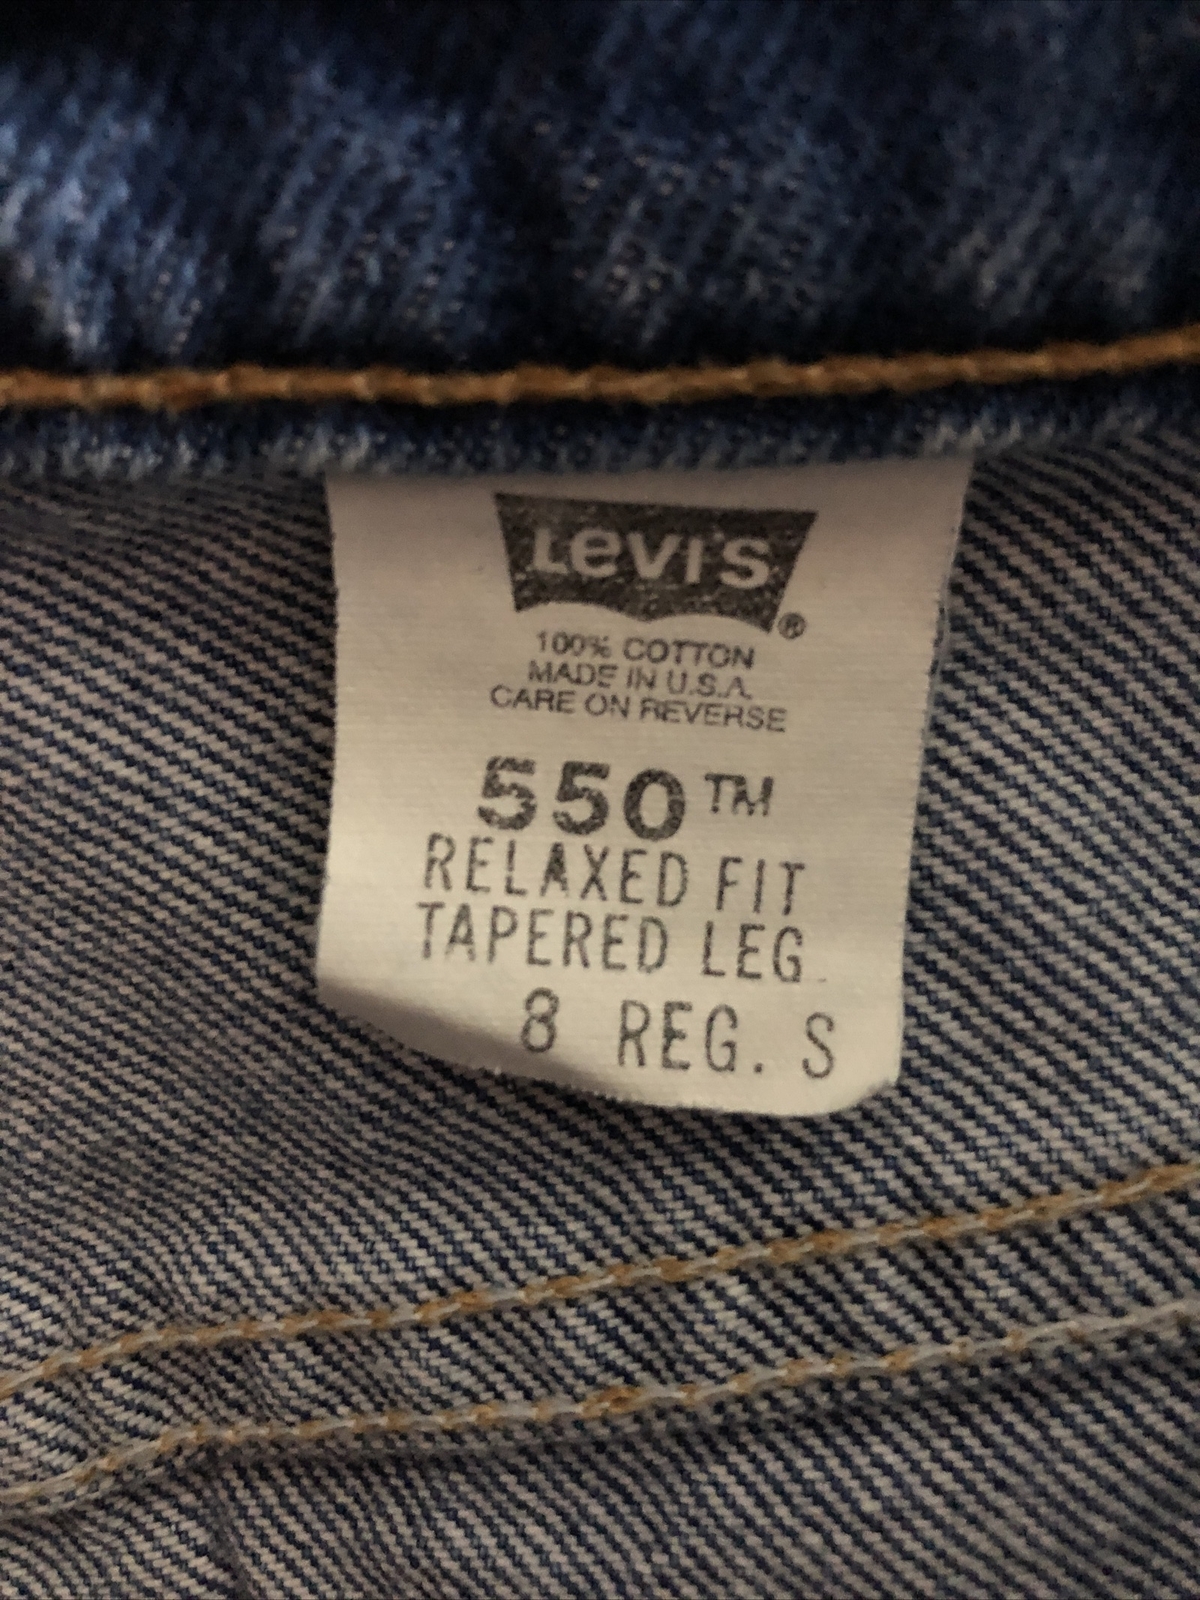 Levi's®
100% COTTON
MADE IN U.S.A.
CARE ON REVERSE
550™
RELAXED FIT
TAPERED LEG
8 REG. S